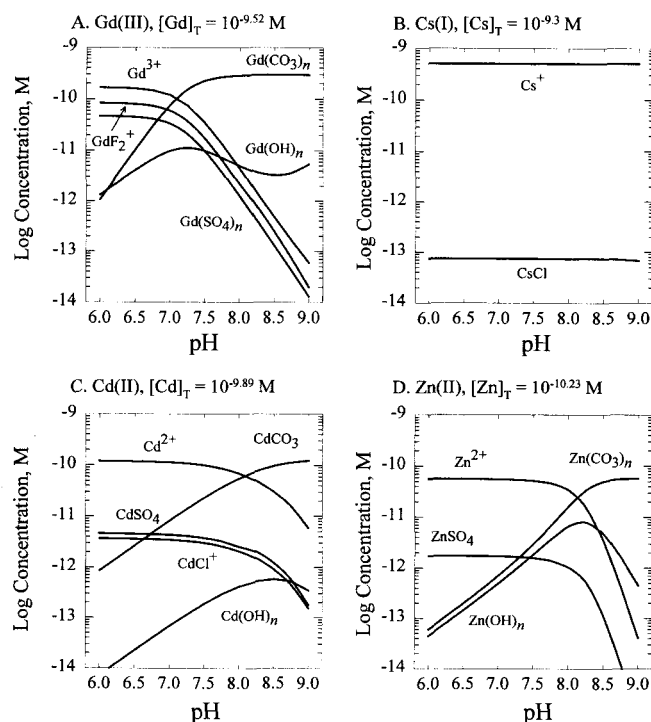 A. Gd(III), [Gd]T = 10-9.52 M
-9
-10
-11
-12
-13
-14
Log Concentration, M
Gd3+
Gd(CO3)n
GdF2+
Gd(OH)n
Gd(SO4)n
6.0 6.5 7.0 7.5 8.0 8.5 9.0
pH
B. Cs(I), [Cs]T = 10-9.3 M
-9
-10
-11
-12
-13
-14
Log Concentration, M
Cs+
CsCl
6.0 6.5 7.0 7.5 8.0 8.5 9.0
pH
C. Cd(II), [Cd]T = 10-9.89 M
-9
-10
-11
-12
-13
-14
Log Concentration, M
Cd2+
CdCO3
CdSO4
CdCl+
Cd(OH)n
6.0 6.5 7.0 7.5 8.0 8.5 9.0
pH
D. Zn(II), [Zn]T = 10-10.23 M
-9
-10
-11
-12
-13
-14
Log Concentration, M
Zn2+
Zn(CO3)n
ZnSO4
Zn(OH)n
6.0 6.5 7.0 7.5 8.0 8.5 9.0
pH